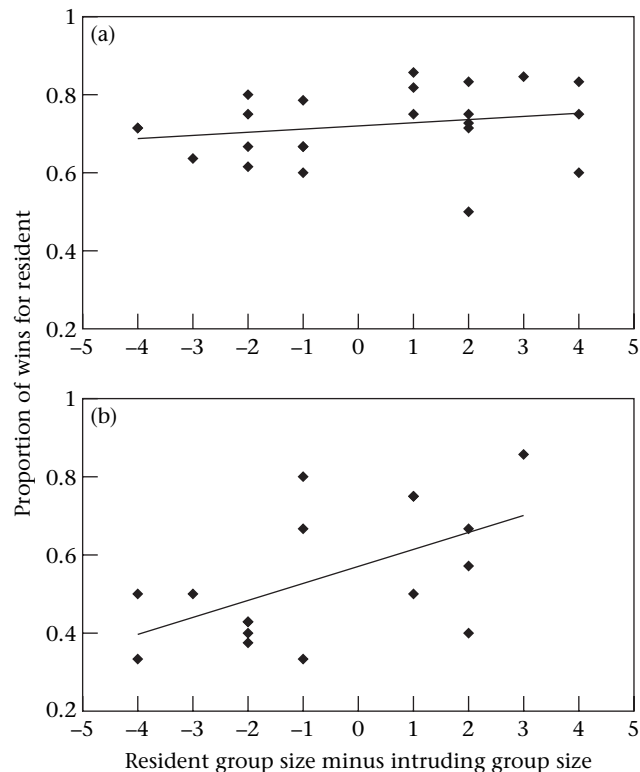 1
(a)
0.8
0.6
0.4
0.2
–5 –4 –3 –2 –1 0 1 2 3 4 5
Proportion of wins for resident
1
(b)
0.8
0.6
0.4
0.2
–5 –4 –3 –2 –1 0 1 2 3 4 5
Resident group size minus intruding group size